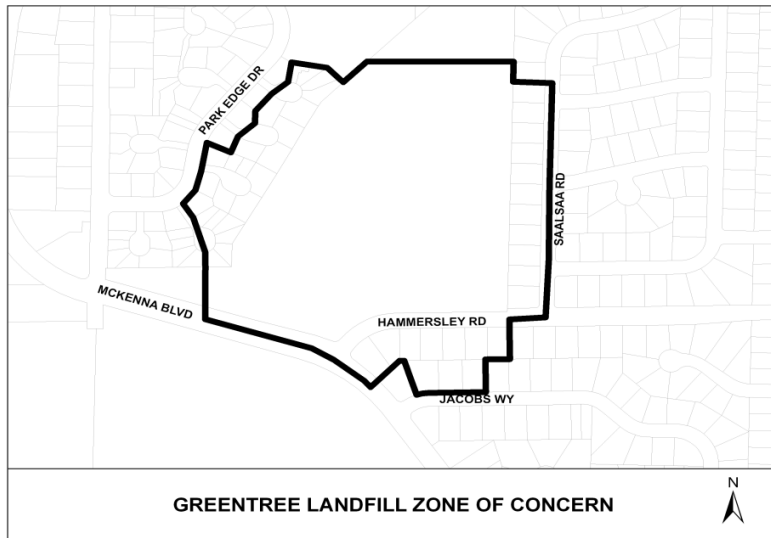 PARK EDGE DR
SAALSAA RD
MCKENNA BLVD
HAMMERSLEY RD
JACOBS WY
GREENTREE LANDFILL ZONE OF CONCERN
N